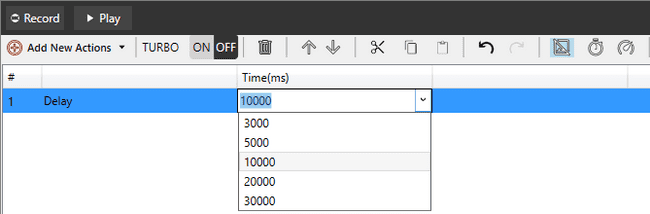 Record Play
Add New Actions TURBO ON OFF
# Time(ms)
1 Delay 10000
3000
5000
10000
20000
30000